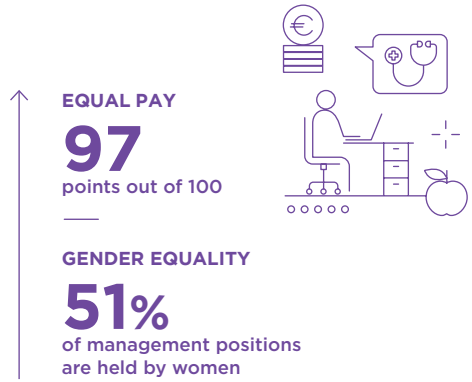 €
EQUAL PAY
97
points out of 100
GENDER EQUALITY
51%
of management positions
are held by women